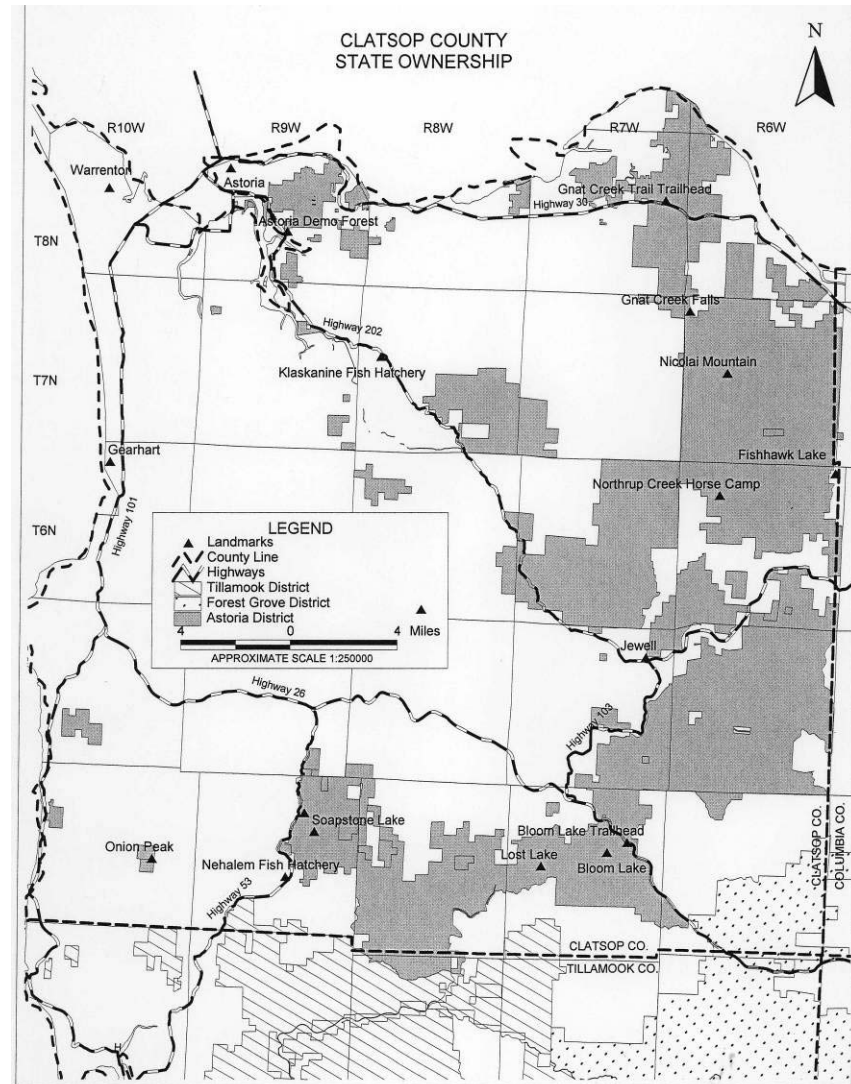 CLATSOP COUNTY
STATE OWNERSHIP
N
R10W
R9W
R8W
R7W
R6W
Warrenton
Astoria
Gnat Creek Trail Trailhead
Highway 30
Astoria Demo Forest
T8N
Gnat Creek Falls
Highway 202
Klaskanine Fish Hatchery
Nicolai Mountain
T7N
Gearhart
Fishhawk Lake
Northrup Creek Horse Camp
Highway 101
T6N
LEGEND
Landmarks
County Line
Highways
Tillamook District
Forest Grove District
Astoria District
4 0 4 Miles
APPROXIMATE SCALE 1:250000
Jewell
Highway 26
Highway 103
Soapstone Lake
Bloom Lake Trailhead
Onion Peak
Nehalem Fish Hatchery
Lost Lake
Bloom Lake
CLATSOP CO.
COLUMBIA CO.
Highway 53
CLATSOP CO.
TILLAMOOK CO.